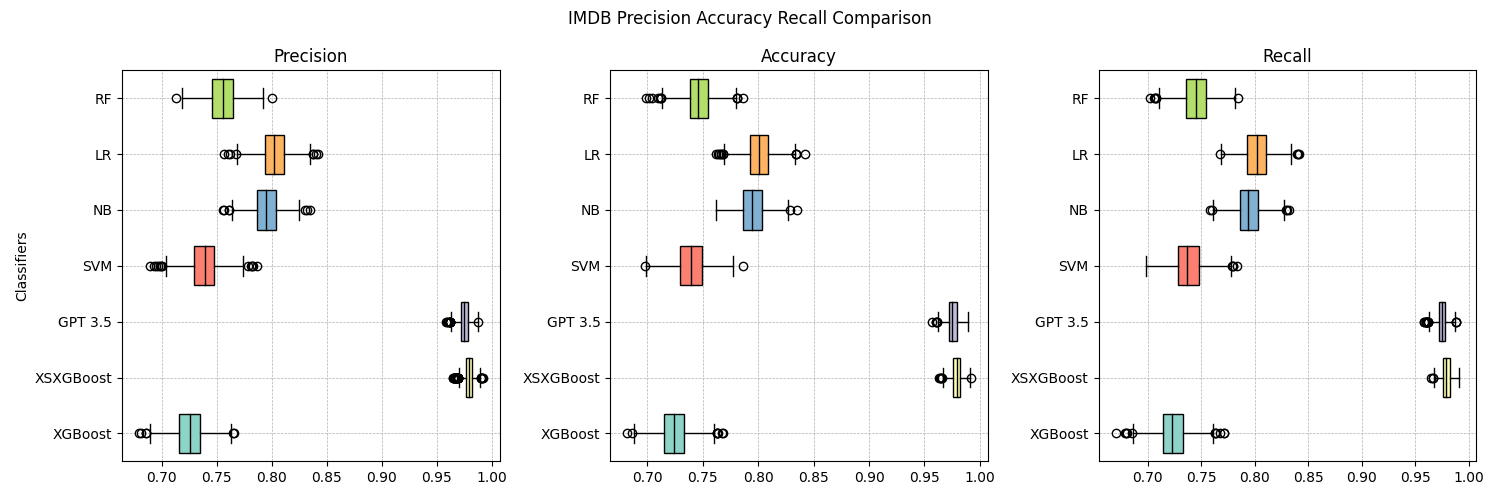 IMDB Precision Accuracy Recall Comparison
Precision
Classifiers
RF
LR
NB
SVM
GPT 3.5
XSXGBoost
XGBoost
0.70 0.75 0.80 0.85 0.90 0.95 1.00
Accuracy
RF
LR
NB
SVM
GPT 3.5
XSXGBoost
XGBoost
0.70 0.75 0.80 0.85 0.90 0.95 1.00
Recall
RF
LR
NB
SVM
GPT 3.5
XSXGBoost
XGBoost
0.70 0.75 0.80 0.85 0.90 0.95 1.00